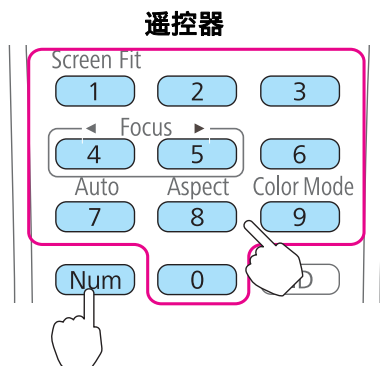 遥控器
Screen Fit
1 2 3
◄ Focus ►
4 5 6
Auto Aspect Color Mode
7 8 9
Num 0 D